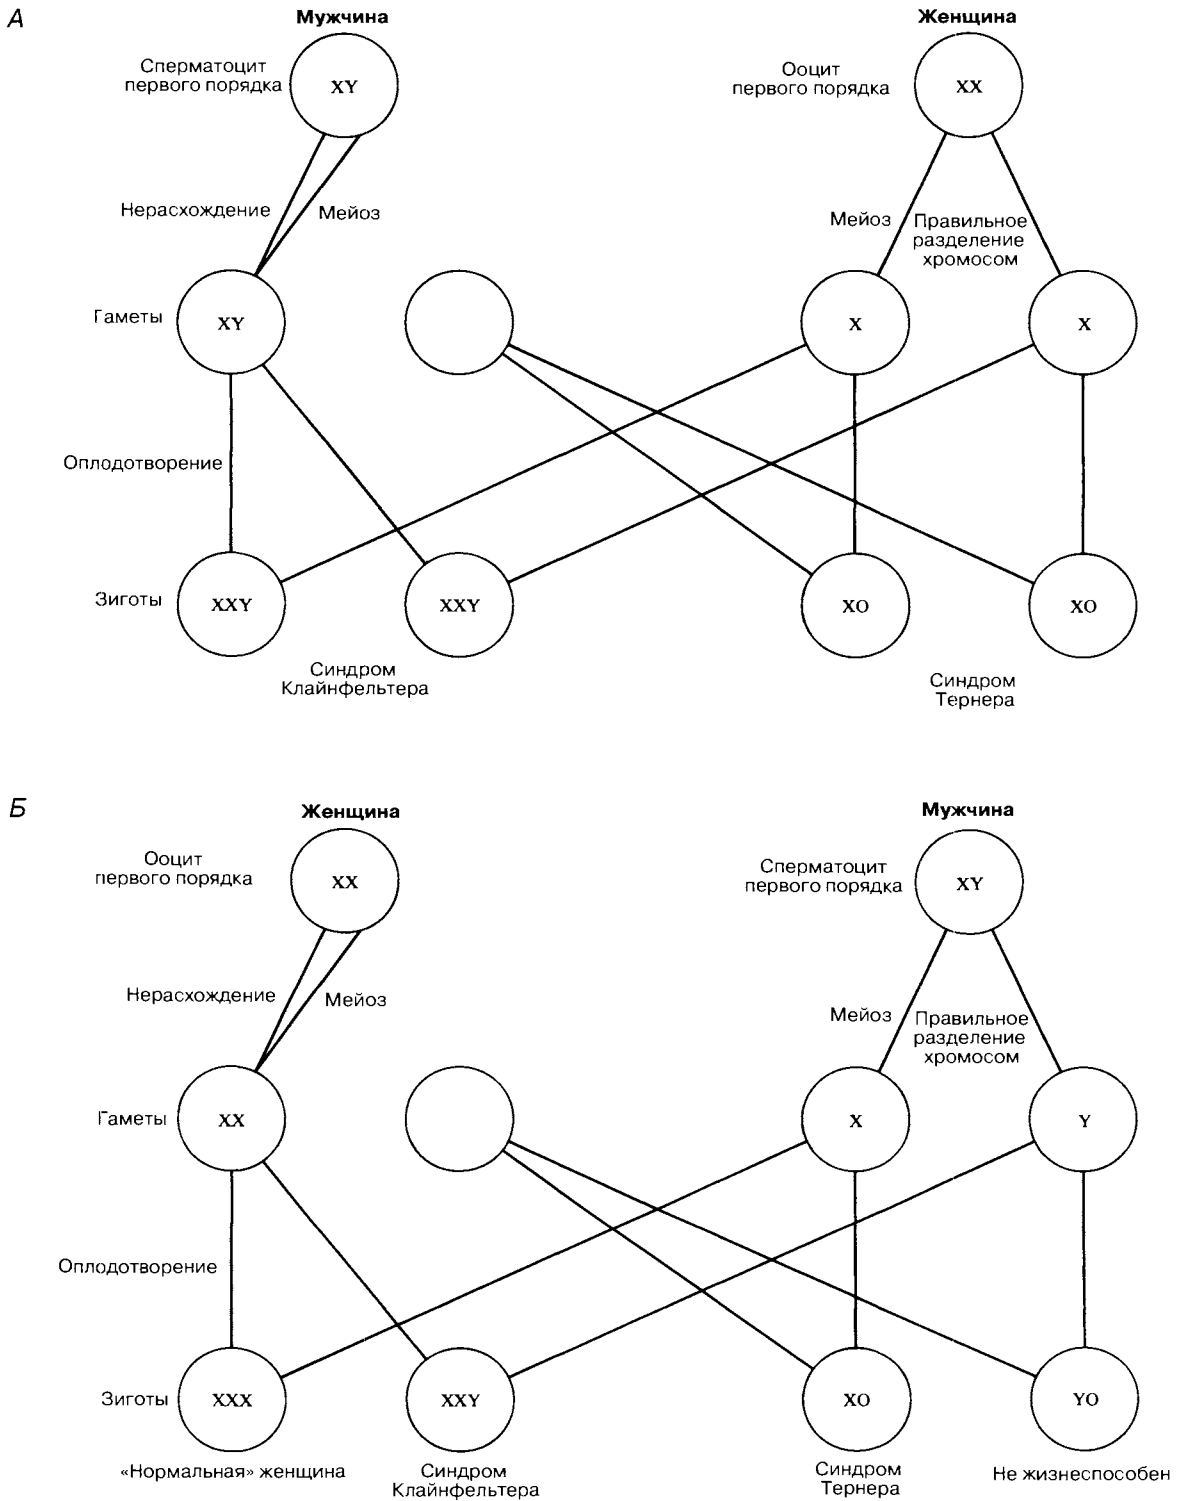 А
Мужчина
Женщина
Сперматоцит
первого порядка
XY
Ооцит
первого порядка
XX
Нерасхождение
Мейоз
Мейоз
Правильное
разделение
хромосом
Гаметы
XY
X
X
Оплодотворение
Зиготы
XXY
XXY
XO
XO
Синдром
Клайнфельтера
Синдром
Тернера
Б
Женщина
Мужчина
Ооцит
первого порядка
XX
Сперматоцит
первого порядка
XY
Нерасхождение
Мейоз
Мейоз
Правильное
разделение
хромосом
Гаметы
XX
X
Y
Оплодотворение
Зиготы
XXX
XXY
XO
YO
«Нормальная» женщина
Синдром
Клайнфельтера
Синдром
Тернера
Не жизнеспособен